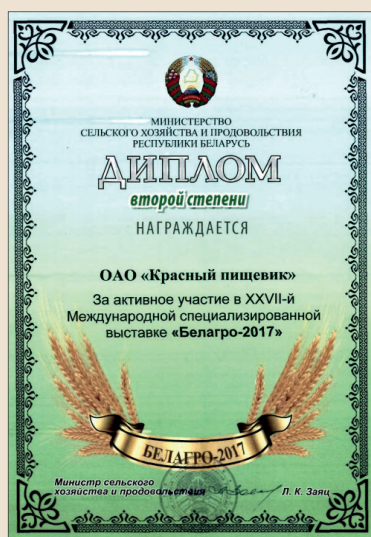 МИНИСТЕРСТВО
СЕЛЬСКОГО ХОЗЯЙСТВА И ПРОДОВОЛЬСТВИЯ
РЕСПУБЛИКИ БЕЛАРУСЬ
ДИПЛОМ
второй степени
НАГРАЖДАЕТСЯ
ОАО «Красный пищевик»
За активное участие в XXVII-й
Международной специализированной
выставке «Белагро-2017»
БЕЛАГРО-2017
Министр сельского
хозяйства и продовольствия Л. К. Заяц